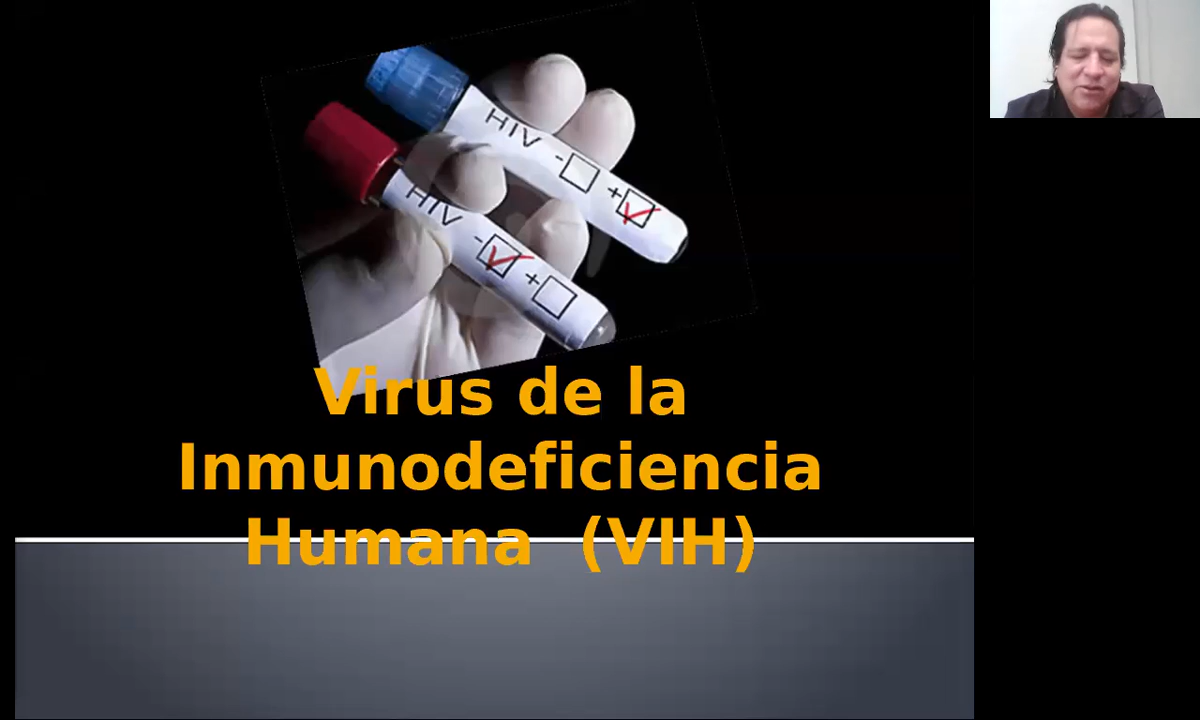 HIV - +
HIV - +
Virus de la
Inmunodeficiencia
Humana (VIH)